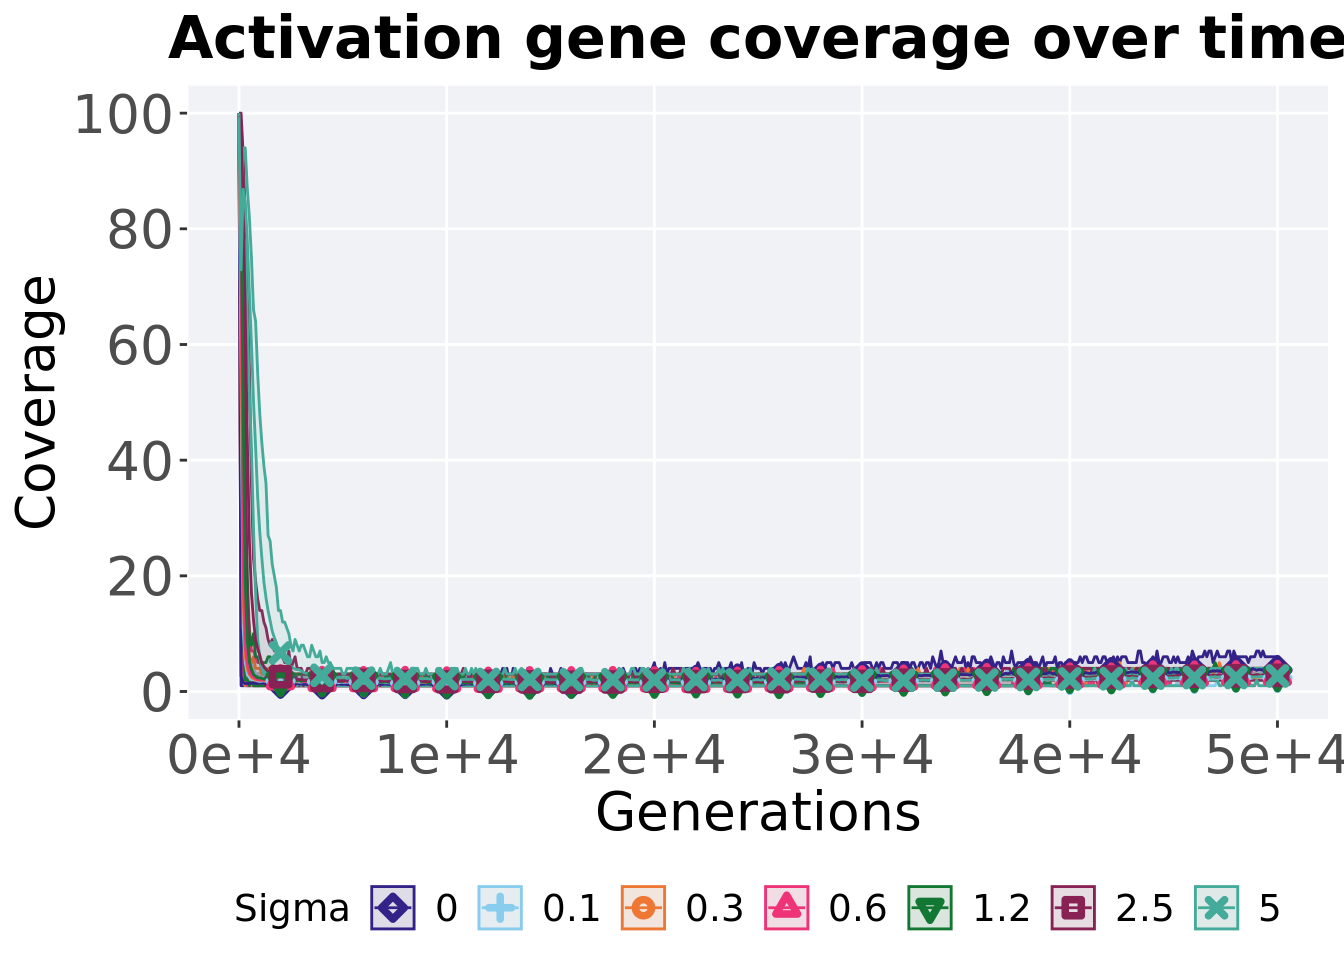 Activation gene coverage over time
100
80
60
40
20
0
Coverage
0e+4 1e+4 2e+4 3e+4 4e+4 5e+4
Generations
Sigma 0 0.1 0.3 0.6 1.2 2.5 5